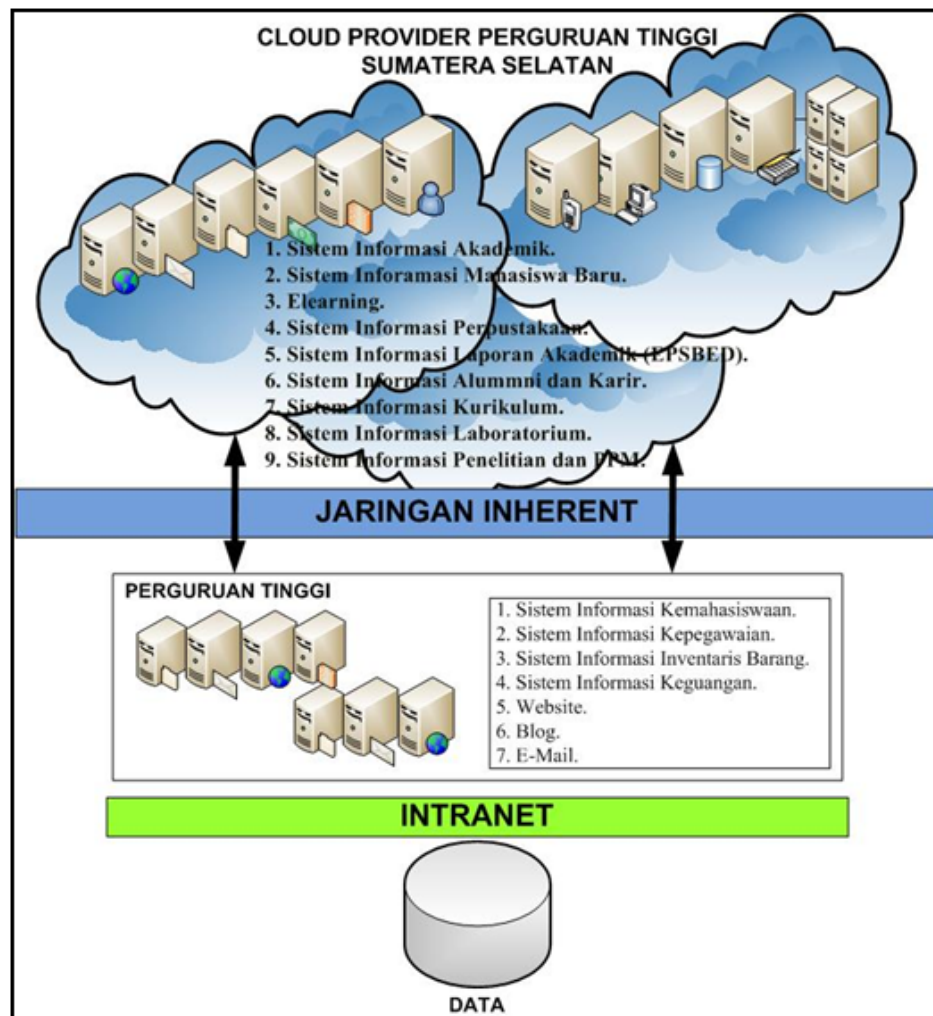 CLOUD PROVIDER PERGURUAN TINGGI
SUMATERA SELATAN
1. Sistem Informasi Akademik.
2. Sistem Inforamasi Mahasiswa Baru.
3. Elearning.
4. Sistem Informasi Perpustakaan.
5. Sistem Informasi Laporan Akademik (EPSBED).
6. Sistem Informasi Alummni dan Karir.
7. Sistem Informasi Kurikulum.
8. Sistem Informasi Laboratorium.
9. Sistem Informasi Penelitian dan PPM.
JARINGAN INHERENT
PERGURUAN TINGGI
1. Sistem Informasi Kemahasiswaan.
2. Sistem Informasi Kepegawaian.
3. Sistem Informasi Inventaris Barang.
4. Sistem Informasi Keguangan.
5. Website.
6. Blog.
7. E-Mail.
INTRANET
DATA